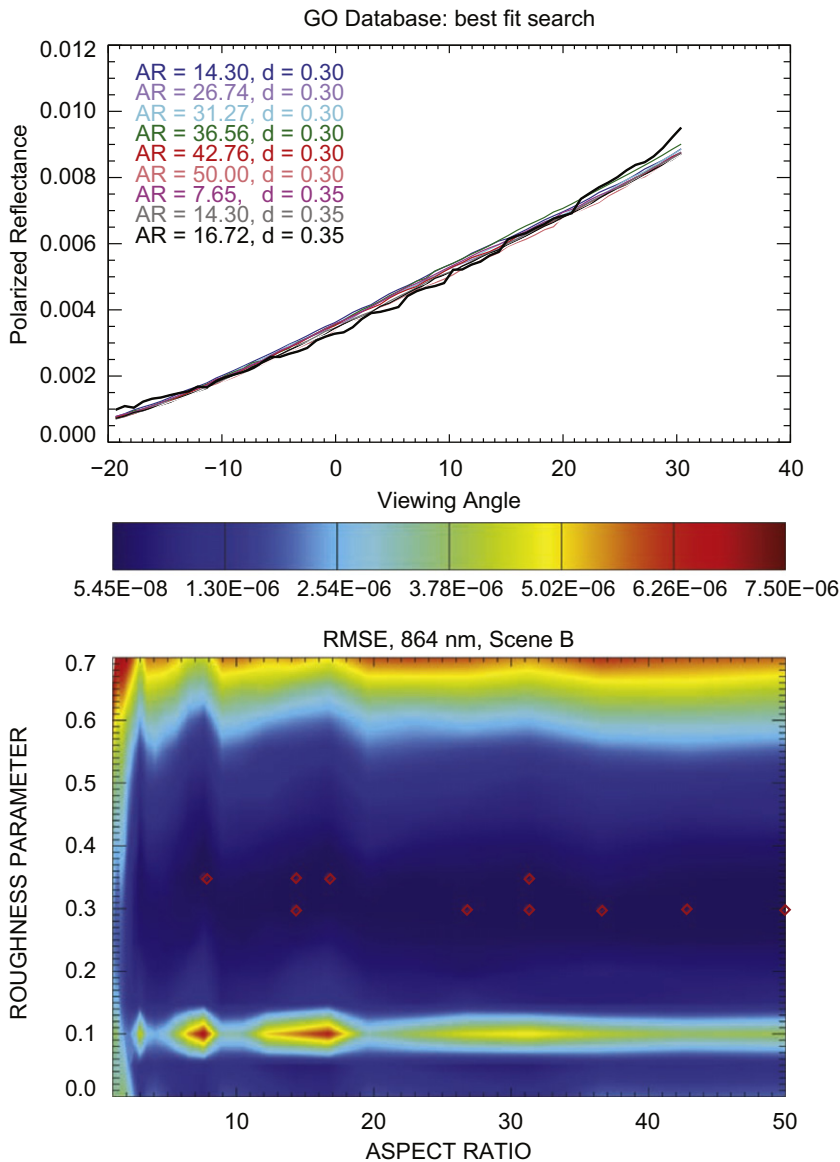 GO Database: best fit search
0.012
0.010
0.008
0.006
0.004
0.002
0.000
Polarized Reflectance
AR = 14.30, d = 0.30
AR = 26.74, d = 0.30
AR = 31.27, d = 0.30
AR = 36.56, d = 0.30
AR = 42.76, d = 0.30
AR = 50.00, d = 0.30
AR = 7.65, d = 0.35
AR = 14.30, d = 0.35
AR = 16.72, d = 0.35
−20 −10 0 10 20 30 40
Viewing Angle
5.45E−08 1.30E−06 2.54E−06 3.78E−06 5.02E−06 6.26E−06 7.50E−06
RMSE, 864 nm, Scene B
0.7
0.6
0.5
0.4
0.3
0.2
0.1
0.0
ROUGHNESS PARAMETER
10 20 30 40 50
ASPECT RATIO